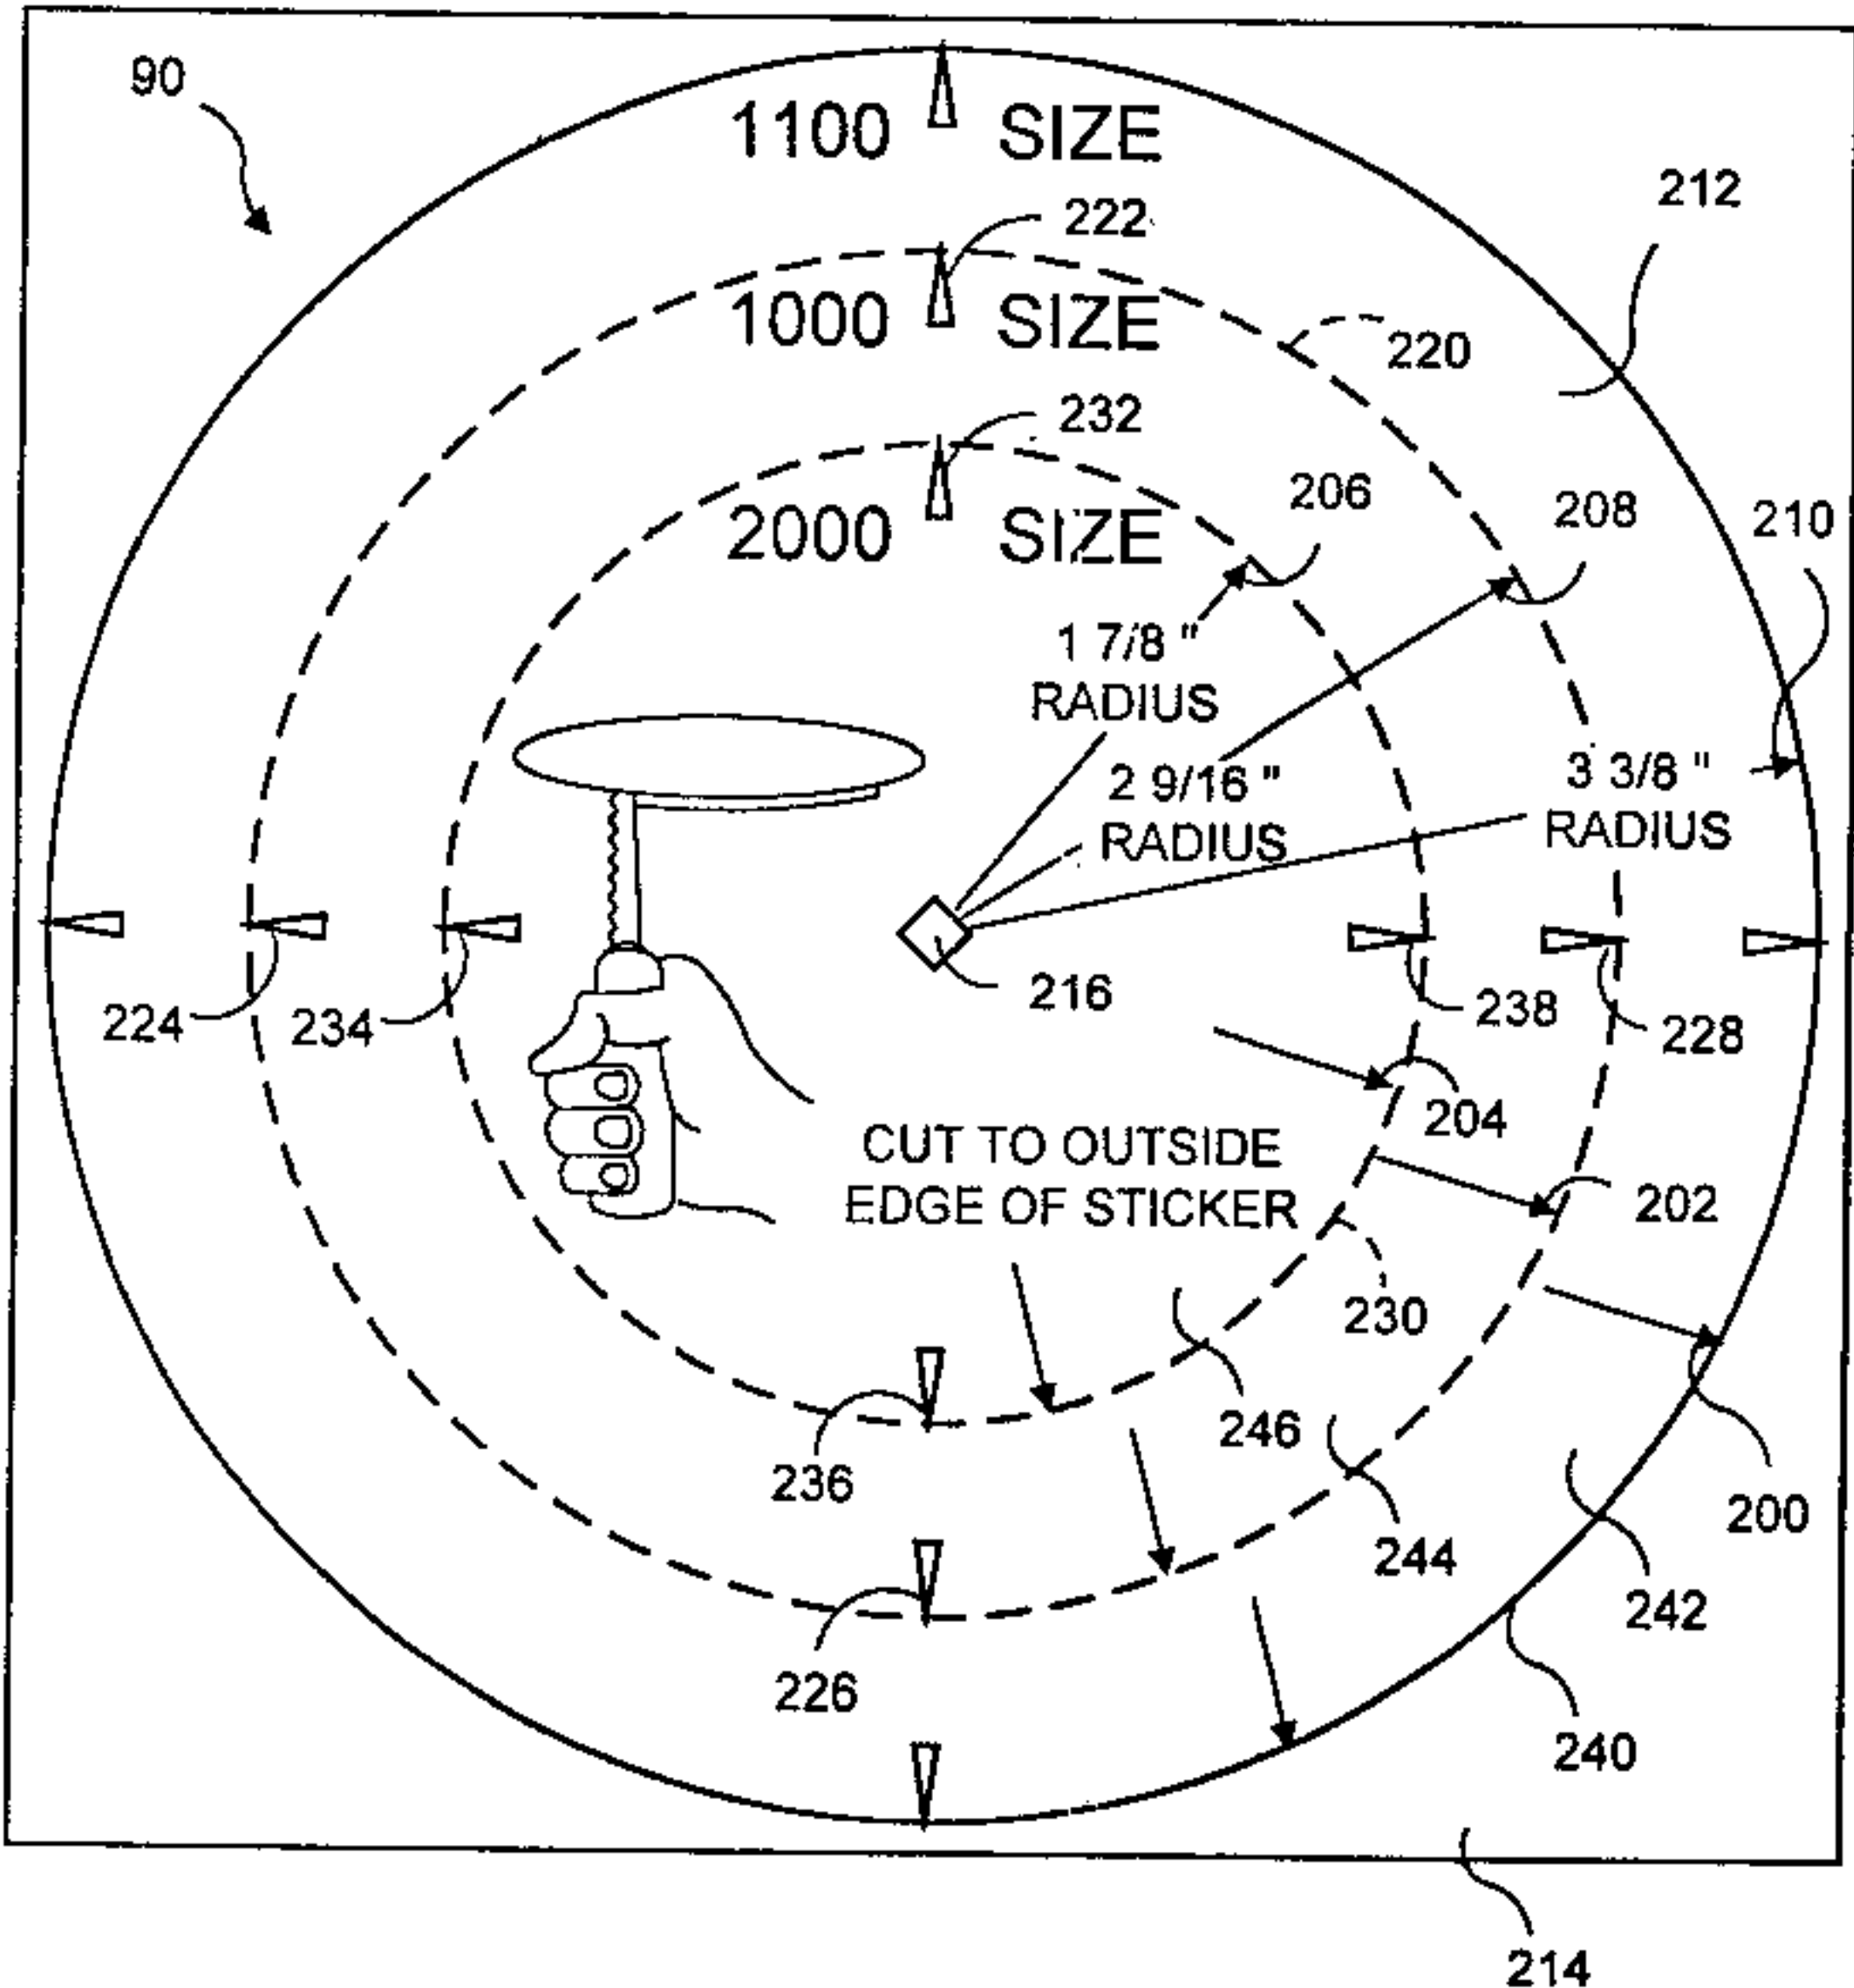 90
1100 SIZE
212
222
1000 SIZE
220
232
206
208
210
2000 SIZE
1 7/8 "
RADIUS
2 9/16 "
RADIUS
3 3/8 "
RADIUS
224
234
216
238
228
204
CUT TO OUTSIDE
EDGE OF STICKER
202
230
246
236
244
200
242
226
240
214